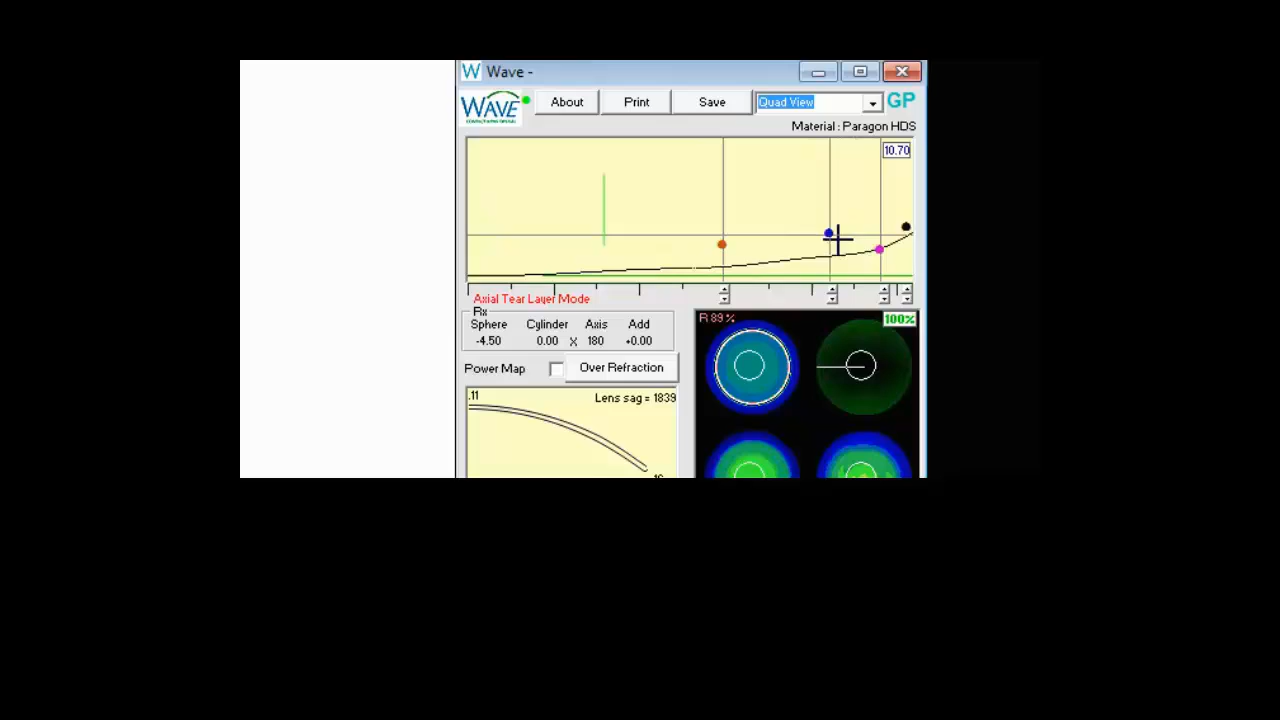 W Wave -
WAVE About Print Save Quad View GP
Material : Paragon HDS
10.70
Axial Tear Layer Mode
Rx
Sphere Cylinder Axis Add
-4.50 0.00 X 180 +0.00
R 89% 100%
Power Map Over Refraction
.11 Lens sag = 1839